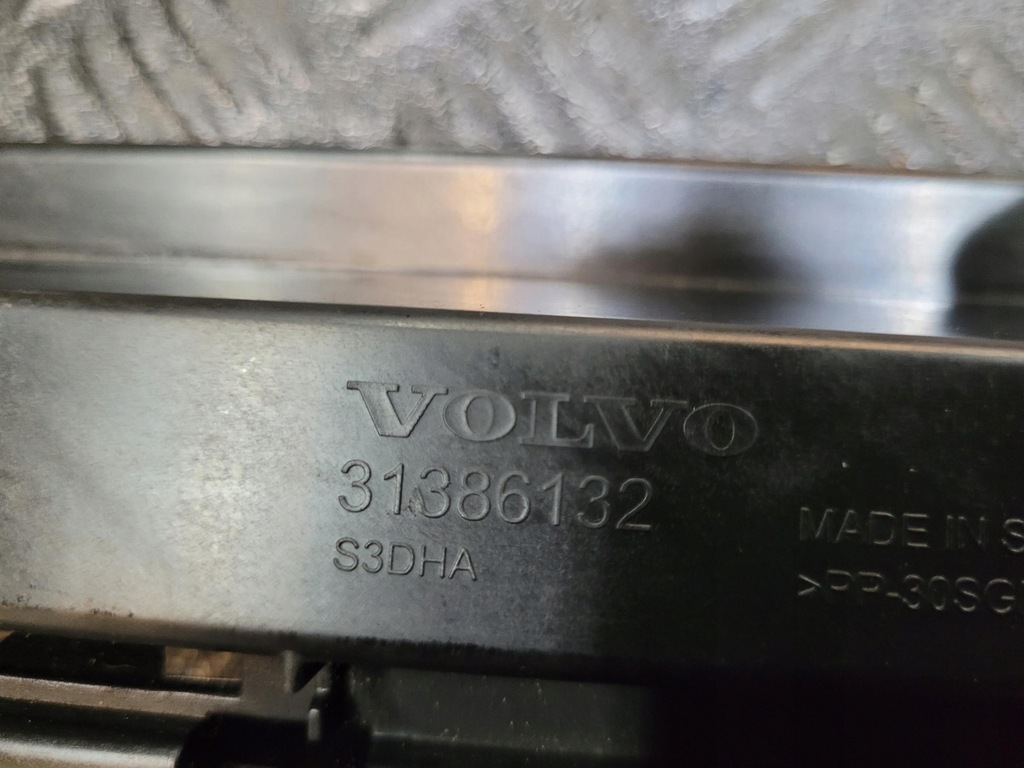 VOLVO
31386132
S3DHA
MADE IN S
>PP-30SG